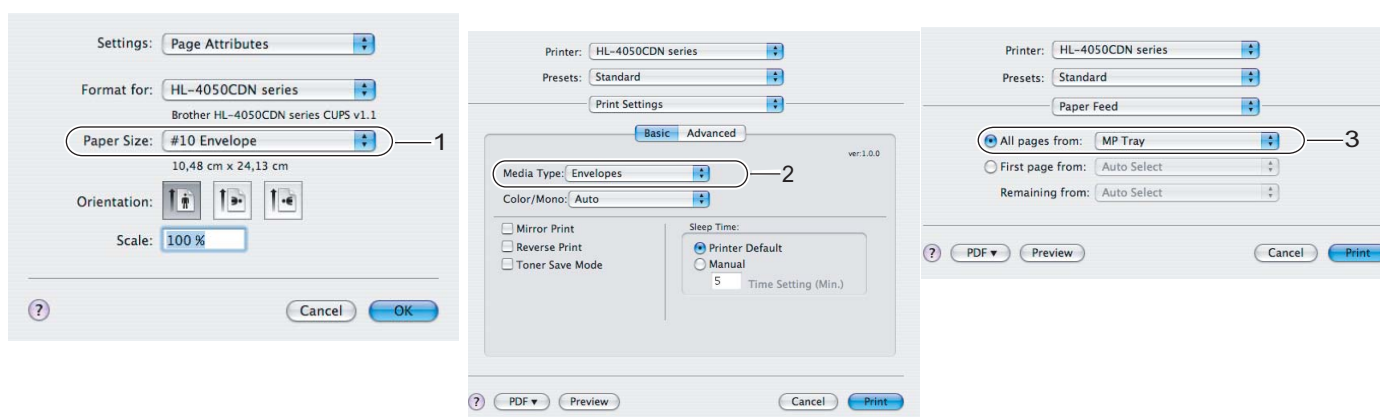 Settings: Page Attributes
Format for: HL-4050CDN series
Brother HL-4050CDN series CUPS v1.1
Paper Size: #10 Envelope 1
10,48 cm x 24,13 cm
Orientation:
Scale: 100 %
? Cancel OK
Printer: HL-4050CDN series
Presets: Standard
Print Settings
Basic Advanced
ver:1.0.0
Media Type: Envelopes 2
Color/Mono: Auto
Mirror Print
Reverse Print
Toner Save Mode
Sleep Time:
Printer Default
Manual
5 Time Setting (Min.)
? PDF▼ Preview Cancel Print
Printer: HL-4050CDN series
Presets: Standard
Paper Feed
All pages from: MP Tray 3
First page from: Auto Select
Remaining from: Auto Select
? PDF▼ Preview Cancel Print